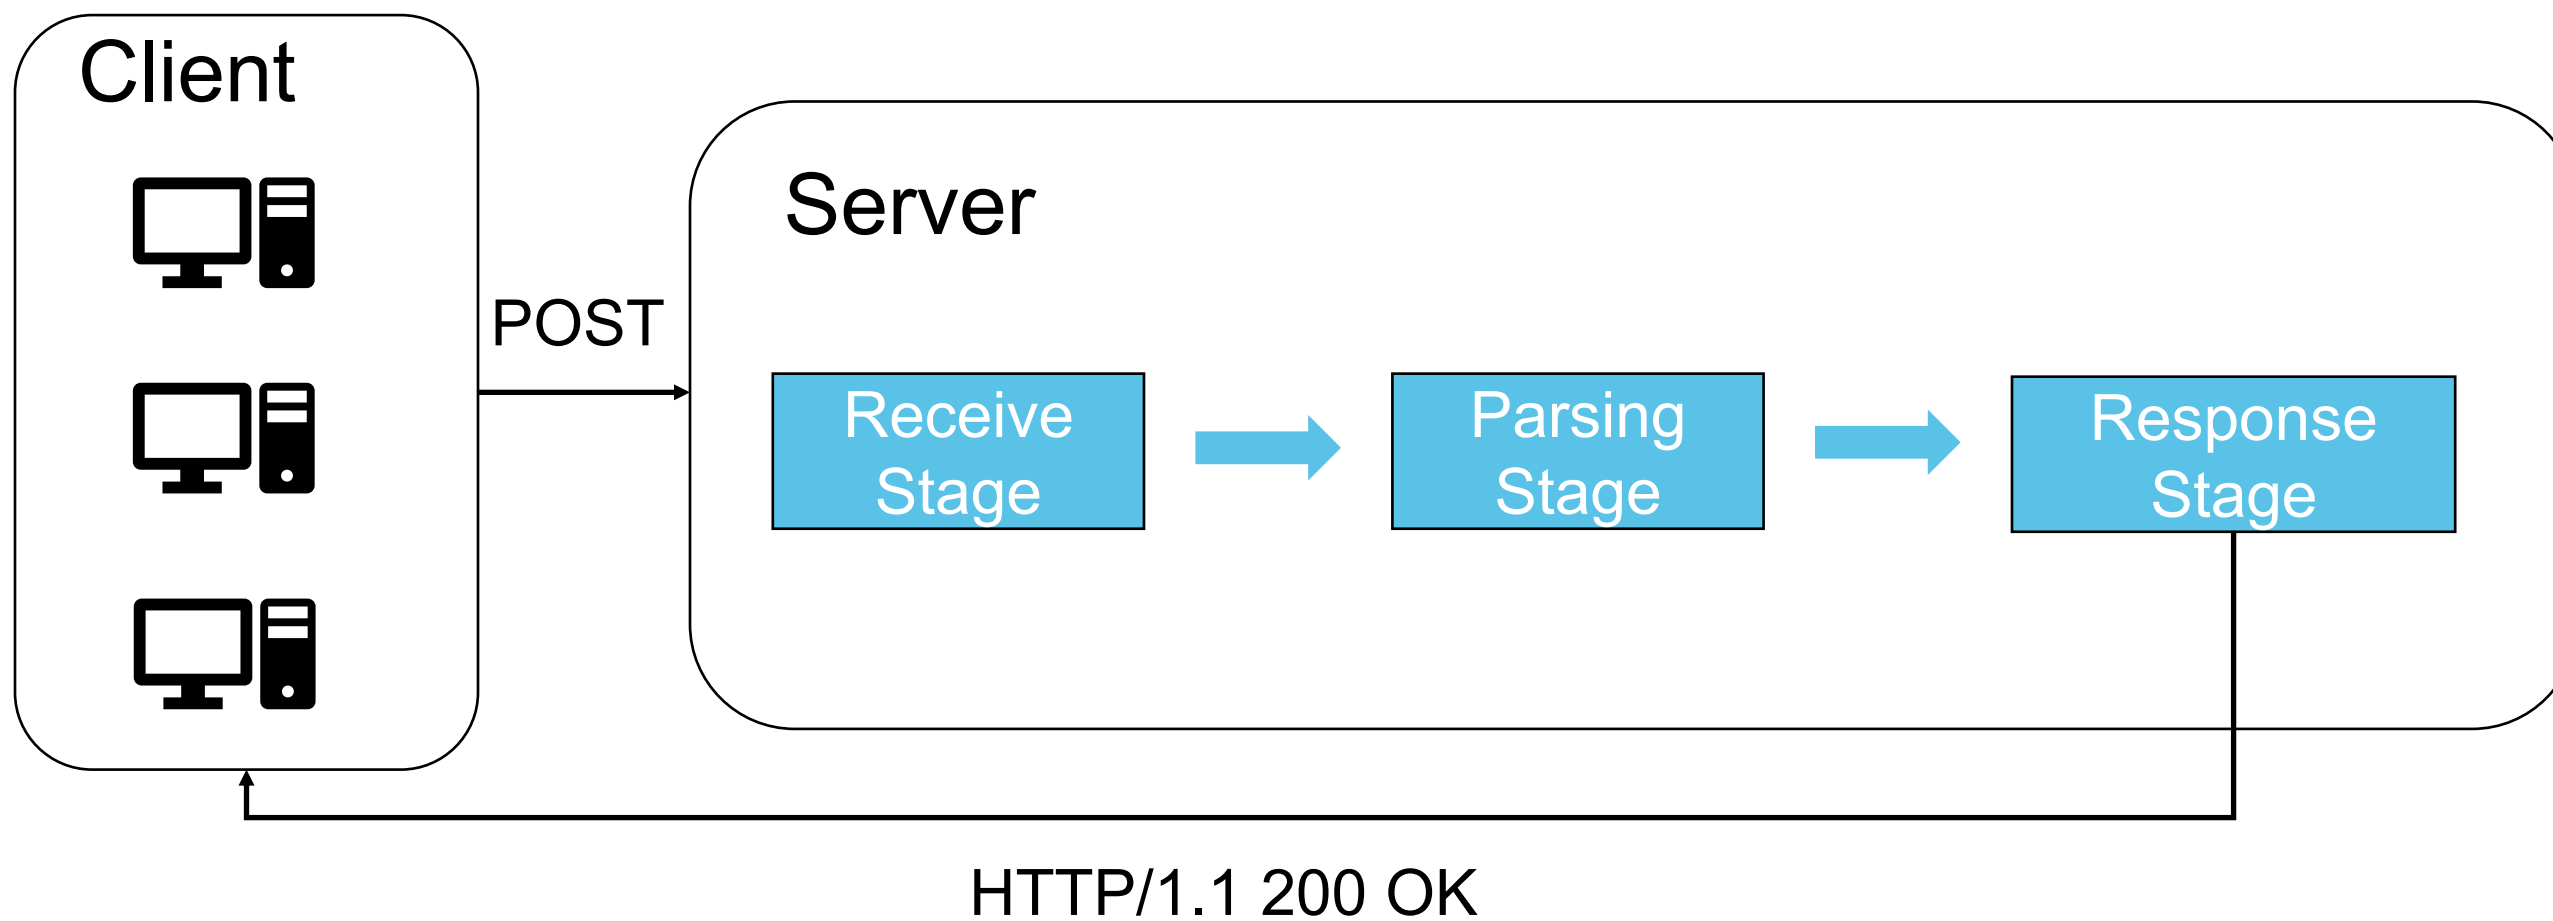 Client
Server
POST
Receive
Stage
Parsing
Stage
Response
Stage
HTTP/1.1 200 OK